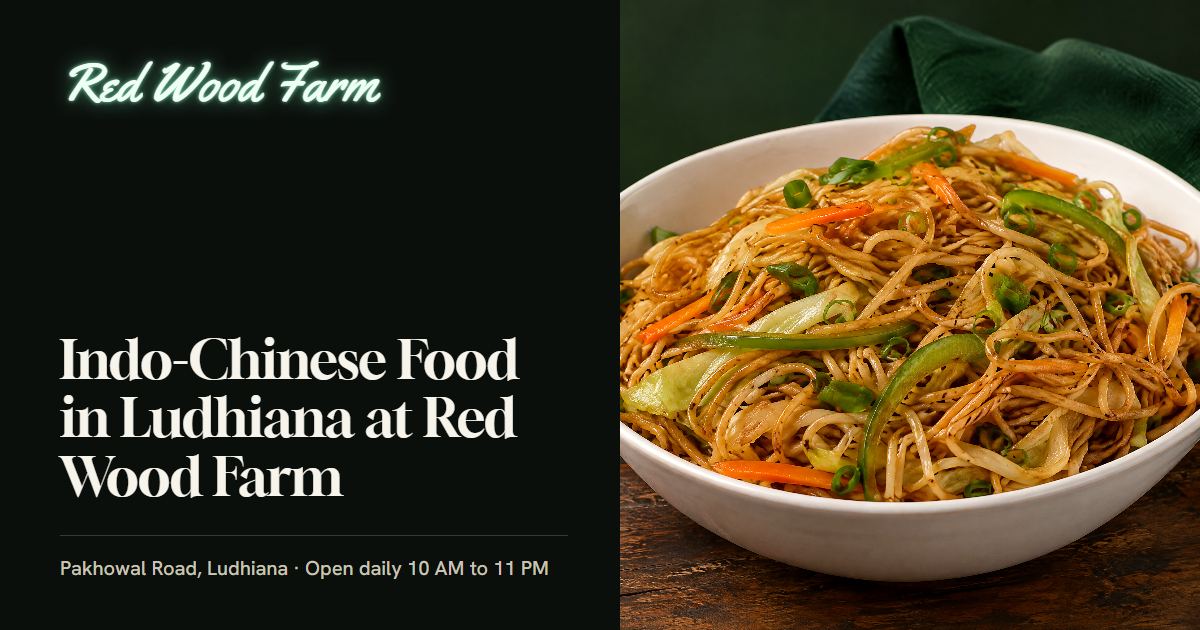 Red Wood Farm
Indo-Chinese Food
in Ludhiana at Red
Wood Farm
Pakhowal Road, Ludhiana · Open daily 10 AM to 11 PM